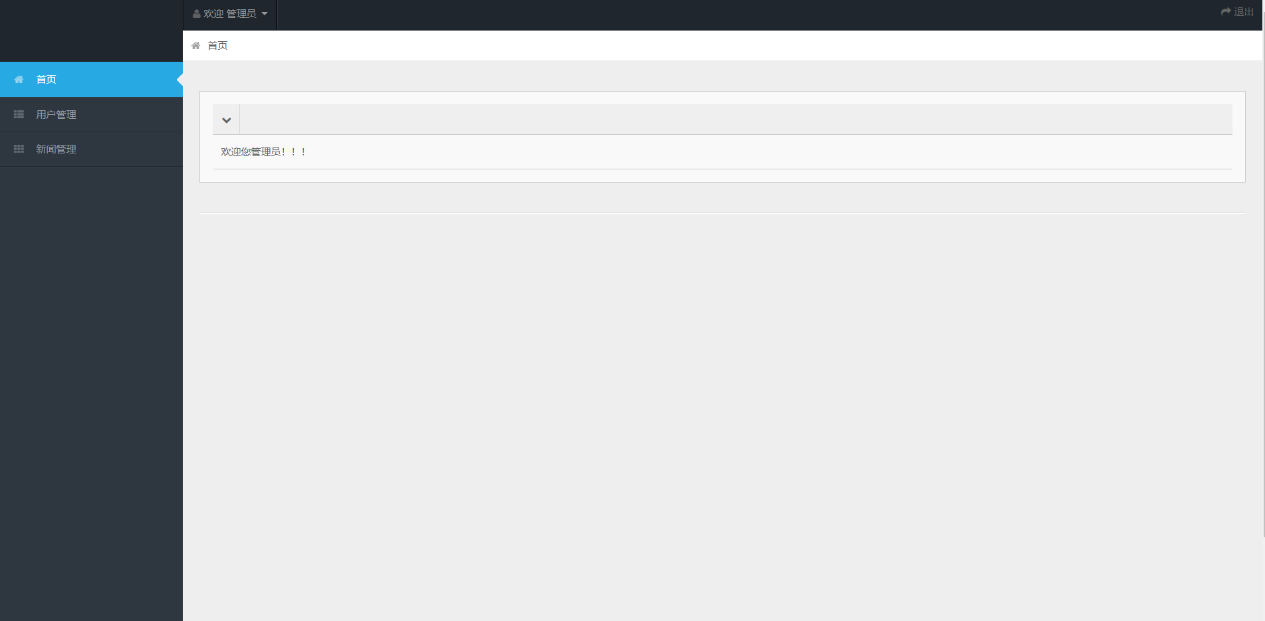 欢迎 管理员
退出
首页
首页
用户管理
新闻管理
欢迎您管理员！！！